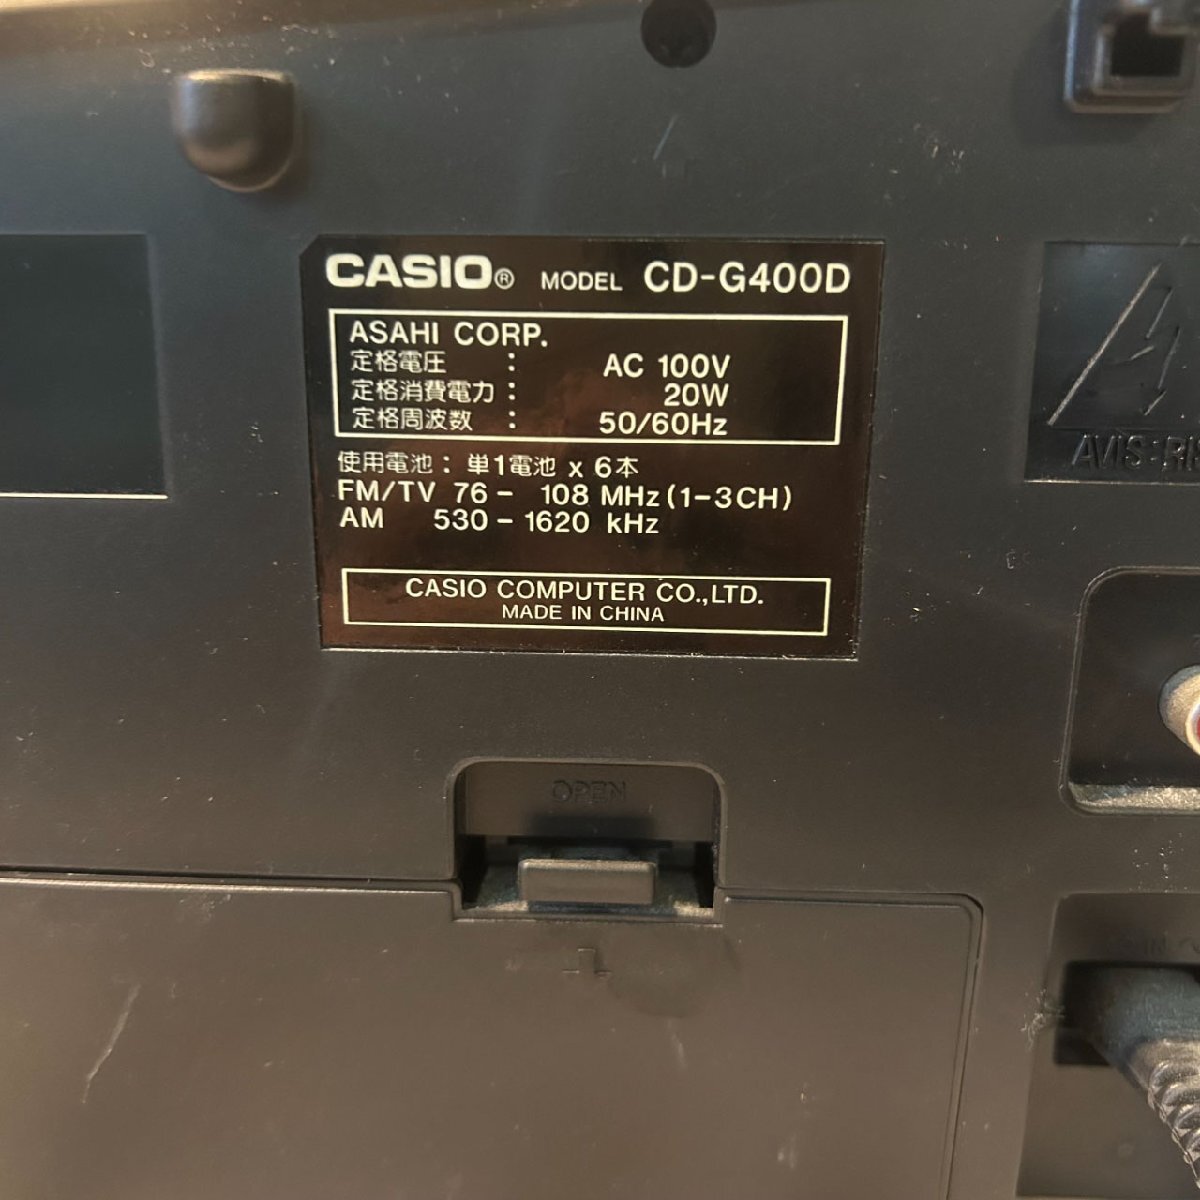 CASIO® MODEL CD-G400D
ASAHI CORP.
定格電圧 : AC 100V
定格消費電力 : 20W
定格周波数 : 50/60Hz
使用電池 : 単1電池 x 6本
FM/TV 76 - 108 MHz (1-3CH)
AM 530 - 1620 kHz
CASIO COMPUTER CO.,LTD.
MADE IN CHINA
AVIS:
OPEN